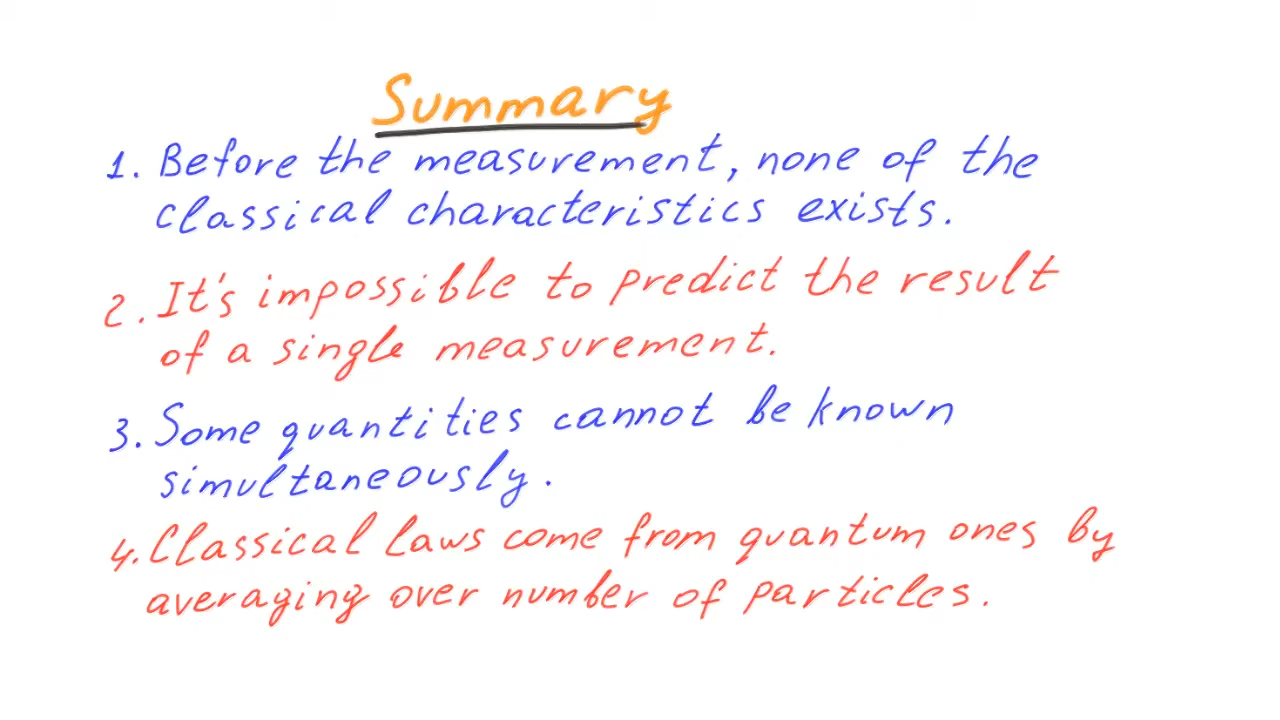 Summary
1. Before the measurement, none of the
classical characteristics exists.
2. It's impossible to predict the result
of a single measurement.
3. Some quantities cannot be known
simultaneously.
4. Classical laws come from quantum ones by
averaging over number of particles.